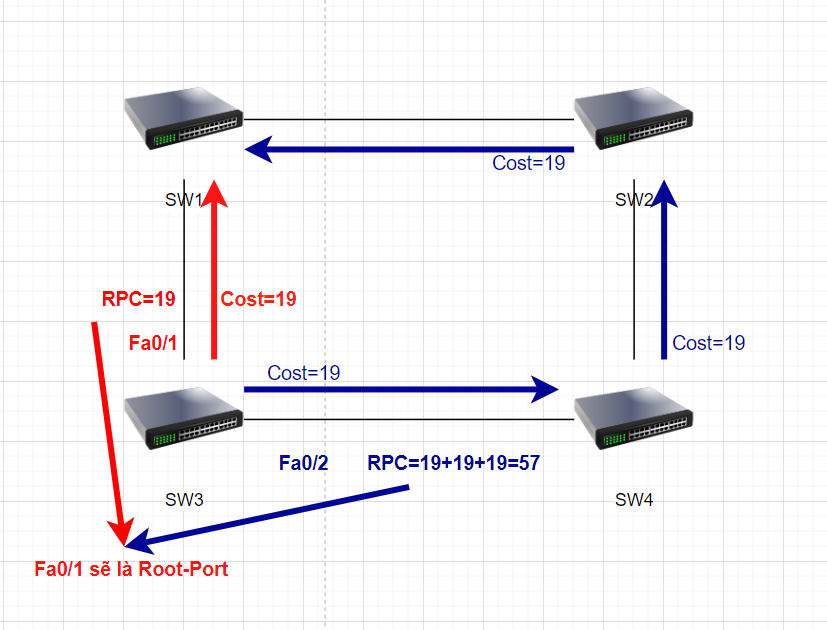 Cost=19
SW1
SW2
RPC=19
Cost=19
Fa0/1
Cost=19
Cost=19
Fa0/2
RPC=19+19+19=57
SW3
SW4
Fa0/1 sẽ là Root-Port